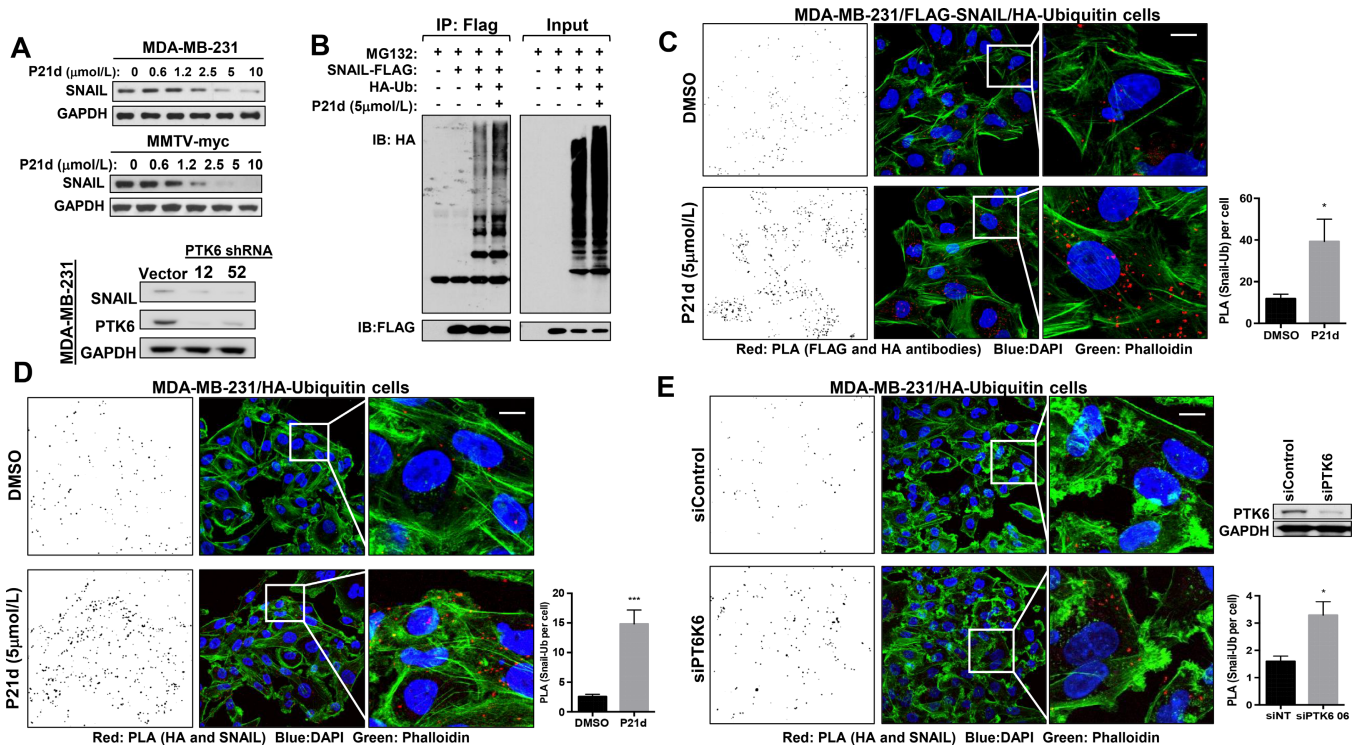 A
MDA-MB-231
P21d (μmol/L): 0 0.6 1.2 2.5 5 10
SNAIL
GAPDH
MMTV-myc
P21d (μmol/L): 0 0.6 1.2 2.5 5 10
SNAIL
GAPDH
PTK6 shRNA
Vector 12 52
MDA-MB-231
SNAIL
PTK6
GAPDH
B
IP: Flag Input
MG132: + + + + + + + +
SNAIL-FLAG: - + + + - + + +
HA-Ub: - - + + - - + +
P21d (5μmol/L): - - - + - - - +
IB: HA
IB:FLAG
C
MDA-MB-231/FLAG-SNAIL/HA-Ubiquitin cells
DMSO
P21d (5μmol/L)
PLA (Snail-Ub) per cell
60
40
20
0
*
DMSO P21d
Red: PLA (FLAG and HA antibodies) Blue:DAPI Green: Phalloidin
D
MDA-MB-231/HA-Ubiquitin cells
DMSO
P21d (5μmol/L)
PLA (Snail-Ub per cell)
20
15
10
5
0
***
DMSO P21d
Red: PLA (HA and SNAIL) Blue:DAPI Green: Phalloidin
E
MDA-MB-231/HA-Ubiquitin cells
siControl
siPT6K6
siControl siPTK6
PTK6
GAPDH
PLA (Snail-Ub per cell)
4
3
2
1
0
*
siNT siPTK6 06
Red: PLA (HA and SNAIL) Blue:DAPI Green: Phalloidin